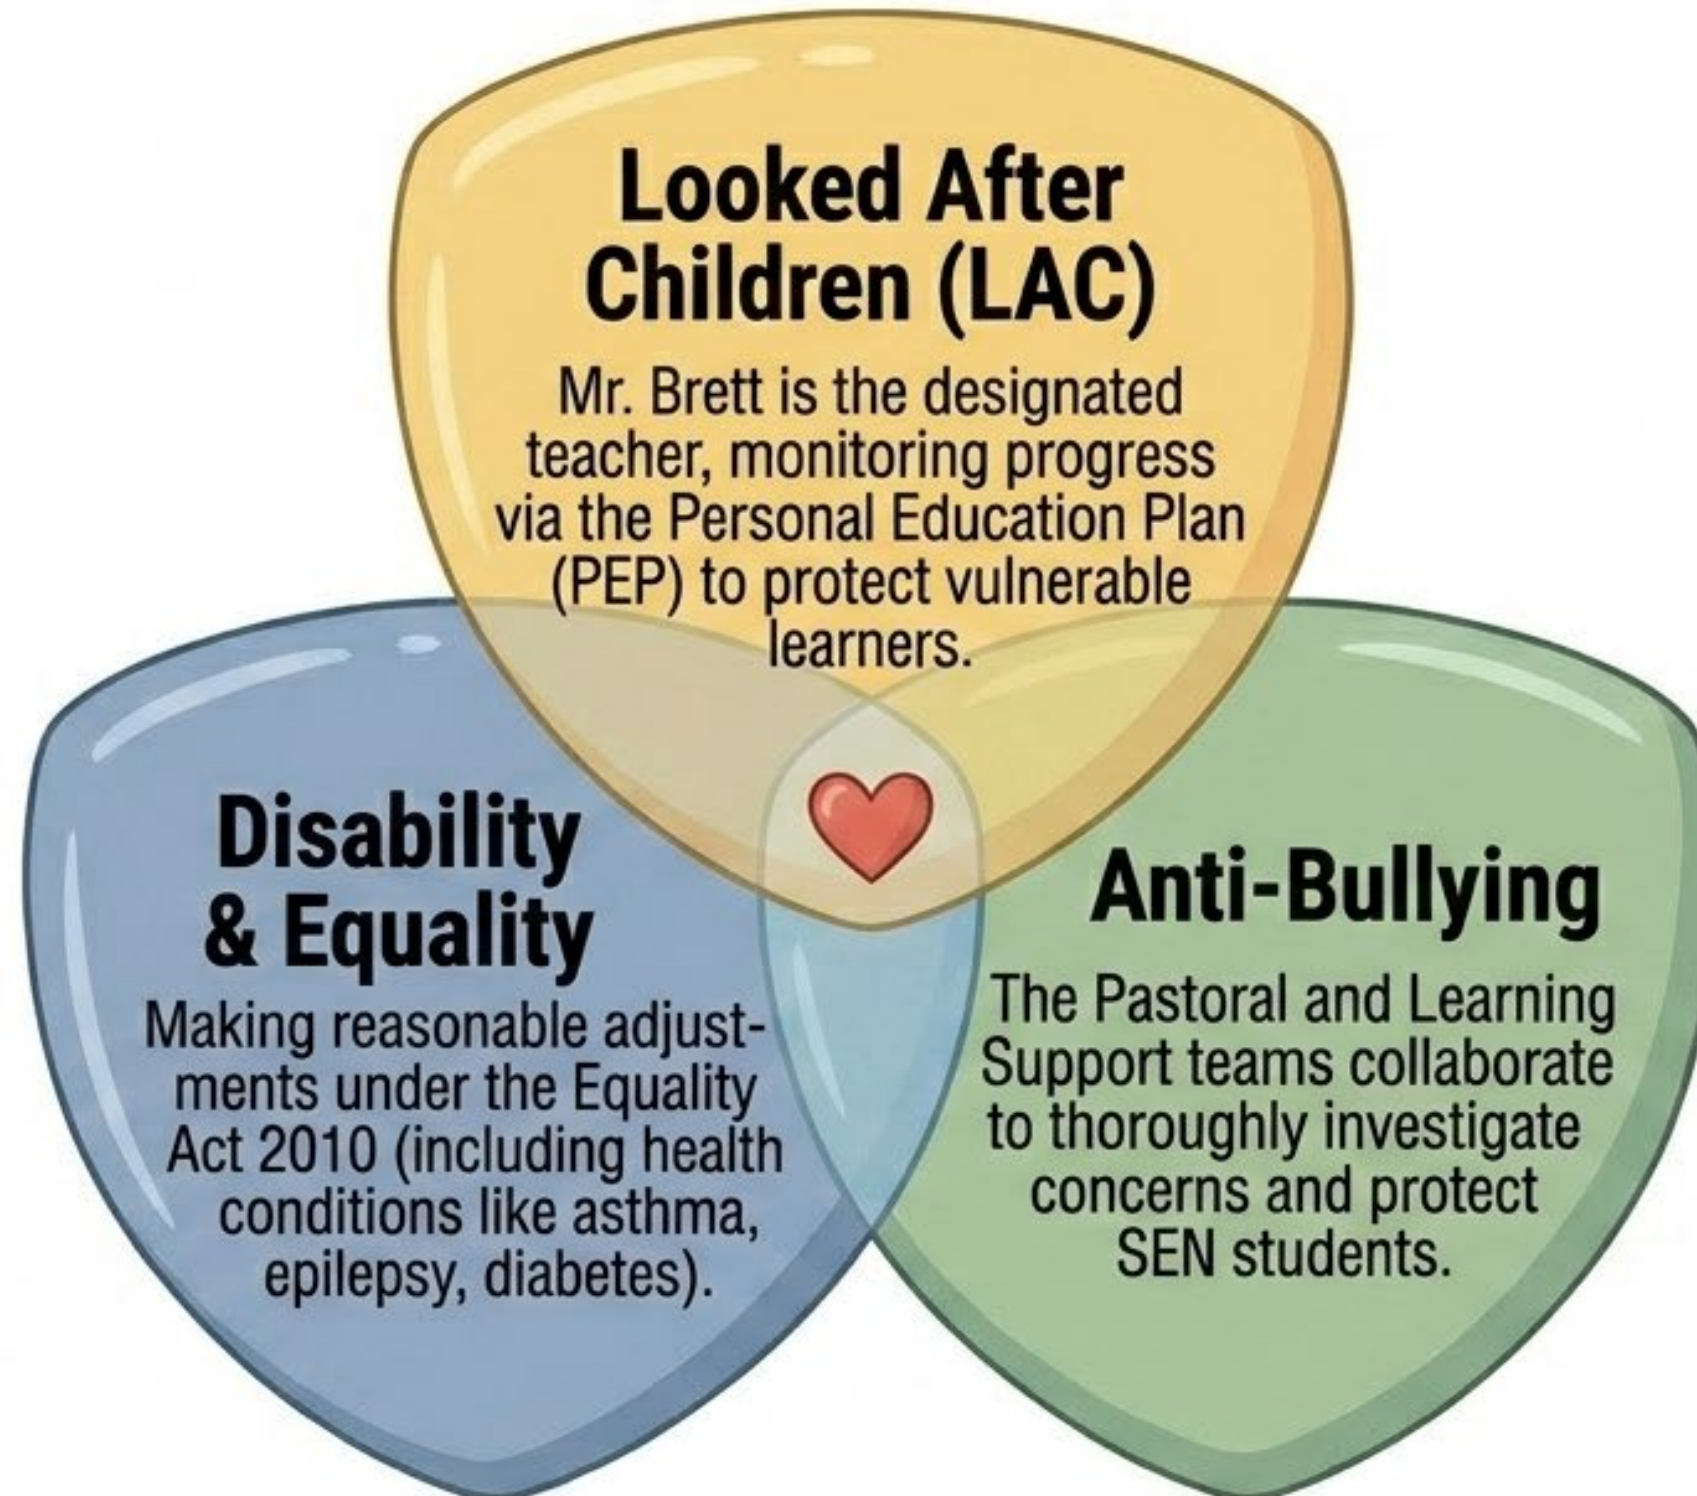 Looked After
Children (LAC)
Mr. Brett is the designated
teacher, monitoring progress
via the Personal Education Plan
(PEP) to protect vulnerable
learners.
Disability
& Equality
Making reasonable adjust-
ments under the Equality
Act 2010 (including health
conditions like asthma,
epilepsy, diabetes).
Anti-Bullying
The Pastoral and Learning
Support teams collaborate
to thoroughly investigate
concerns and protect
SEN students.